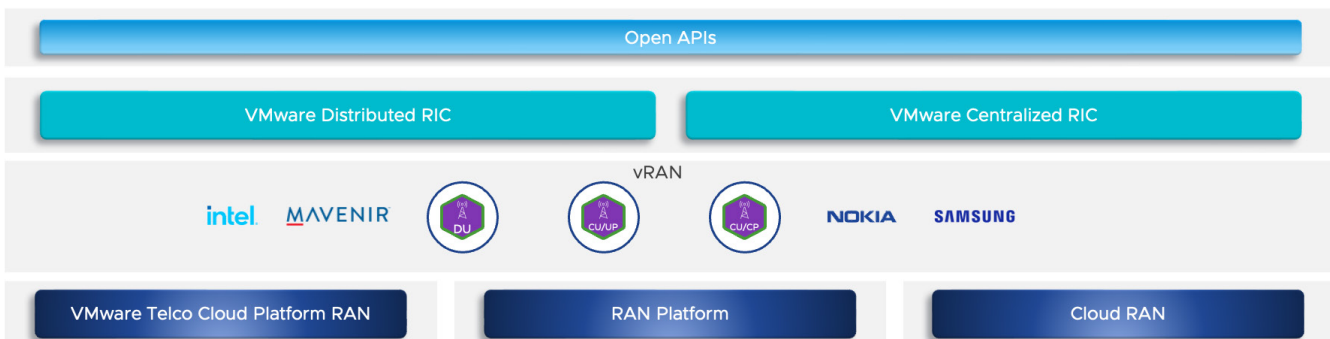 Open APIs
VMware Distributed RIC
VMware Centralized RIC
vRAN
intel.
MAVENIR
DU
CU/UP
CU/CP
NOKIA
SAMSUNG
VMware Telco Cloud Platform RAN
RAN Platform
Cloud RAN